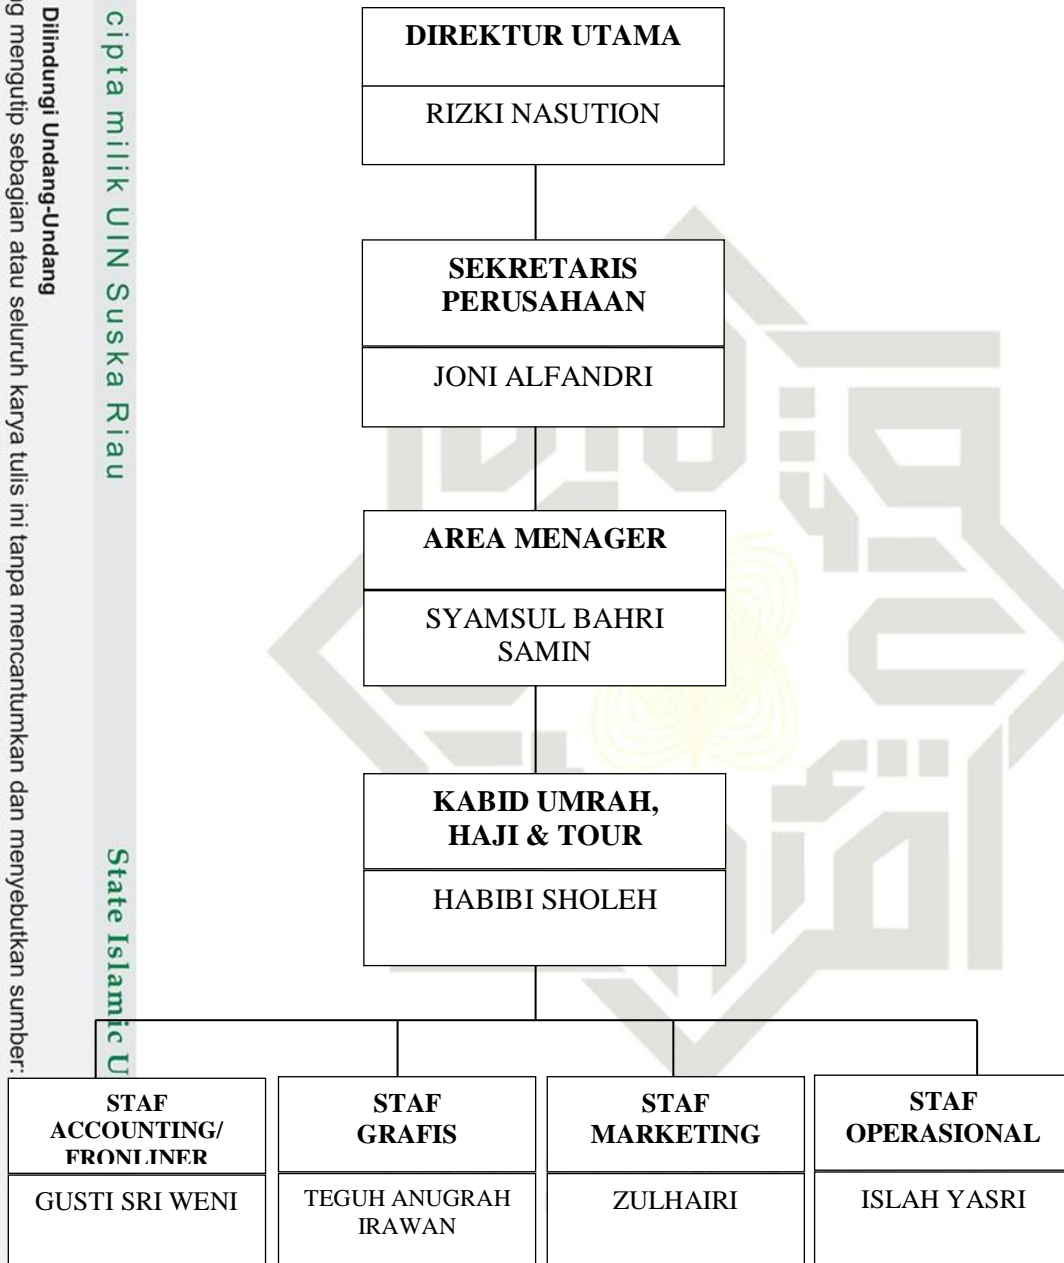 cipta milik UIN Suska Riau
State Islamic U
Dilindungi Undang-Undang
mengutip sebagian atau seluruh karya tulis ini tanpa mencantumkan dan menyebutkan sumber:
DIREKTUR UTAMA
RIZKI NASUTION
SEKRETARIS
PERUSAHAAN
JONI ALFANDRI
AREA MENAGER
SYAMSUL BAHRI
SAMIN
KABID UMRAH,
HAJI & TOUR
HABIBI SHOLEH
STAF
ACCOUNTING/
FRONLINER
GUSTI SRI WENI
STAF
GRAFIS
TEGUH ANUGRAH
IRAWAN
STAF
MARKETING
ZULHAIRI
STAF
OPERASIONAL
ISLAH YASRI